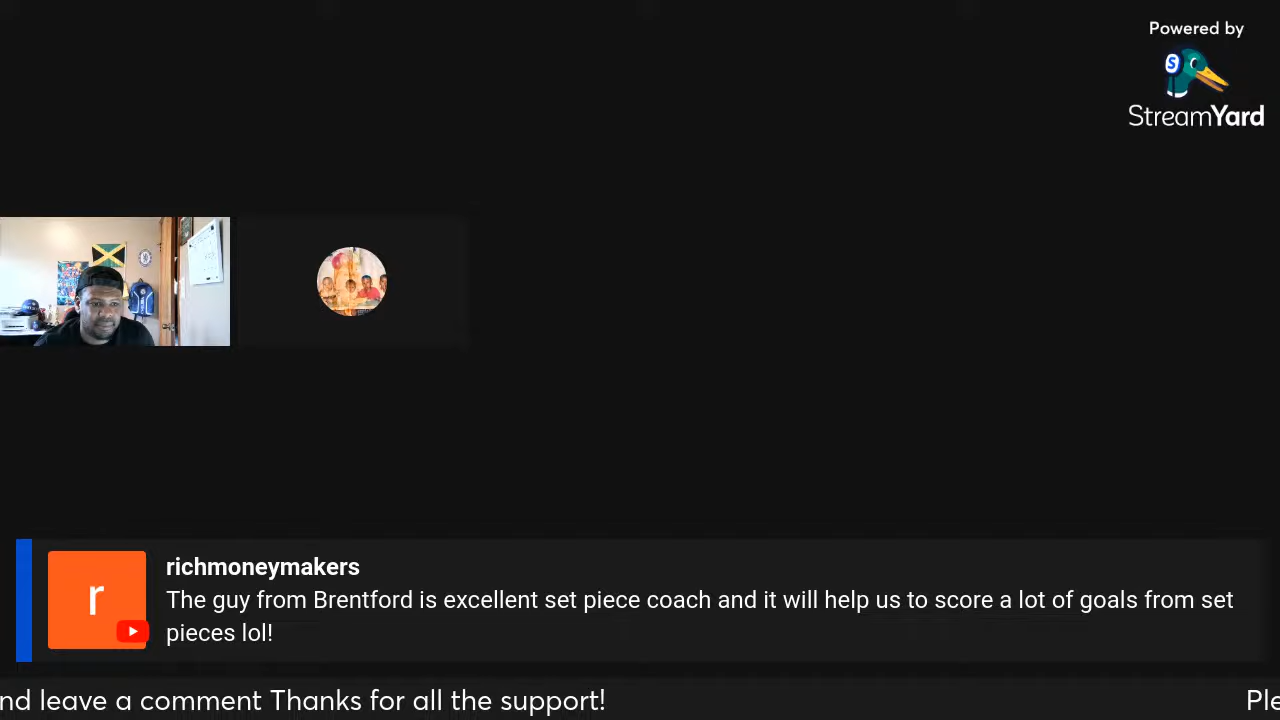 Powered by
S
StreamYard
r
richmoneymakers
The guy from Brentford is excellent set piece coach and it will help us to score a lot of goals from set
pieces lol!
nd leave a comment Thanks for all the support!
Ple